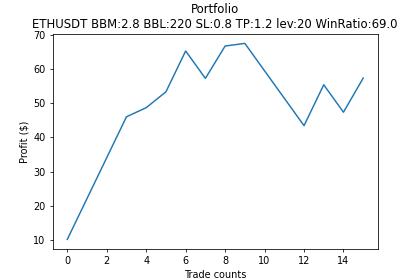 Portfolio
ETHUSDT BBM:2.8 BBL:220 SL:0.8 TP:1.2 lev:20 WinRatio:69.0
70
60
50
40
30
20
10
Profit ($)
0 2 4 6 8 10 12 14
Trade counts